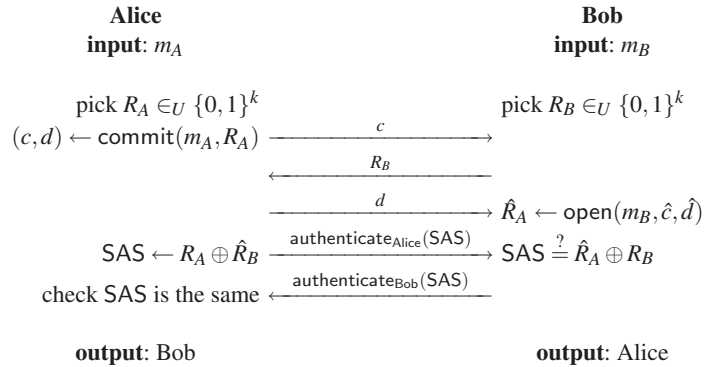 Alice Bob
input: m_A input: m_B
pick R_A ∈_U {0,1}^k pick R_B ∈_U {0,1}^k
(c,d) ← commit(m_A,R_A) c
R_B
d R̂_A ← open(m_B,ĉ,d̂)
SAS ← R_A ⊕ R̂_B authenticate_Alice(SAS) SAS ≟ R̂_A ⊕ R_B
check SAS is the same authenticate_Bob(SAS)
output: Bob output: Alice